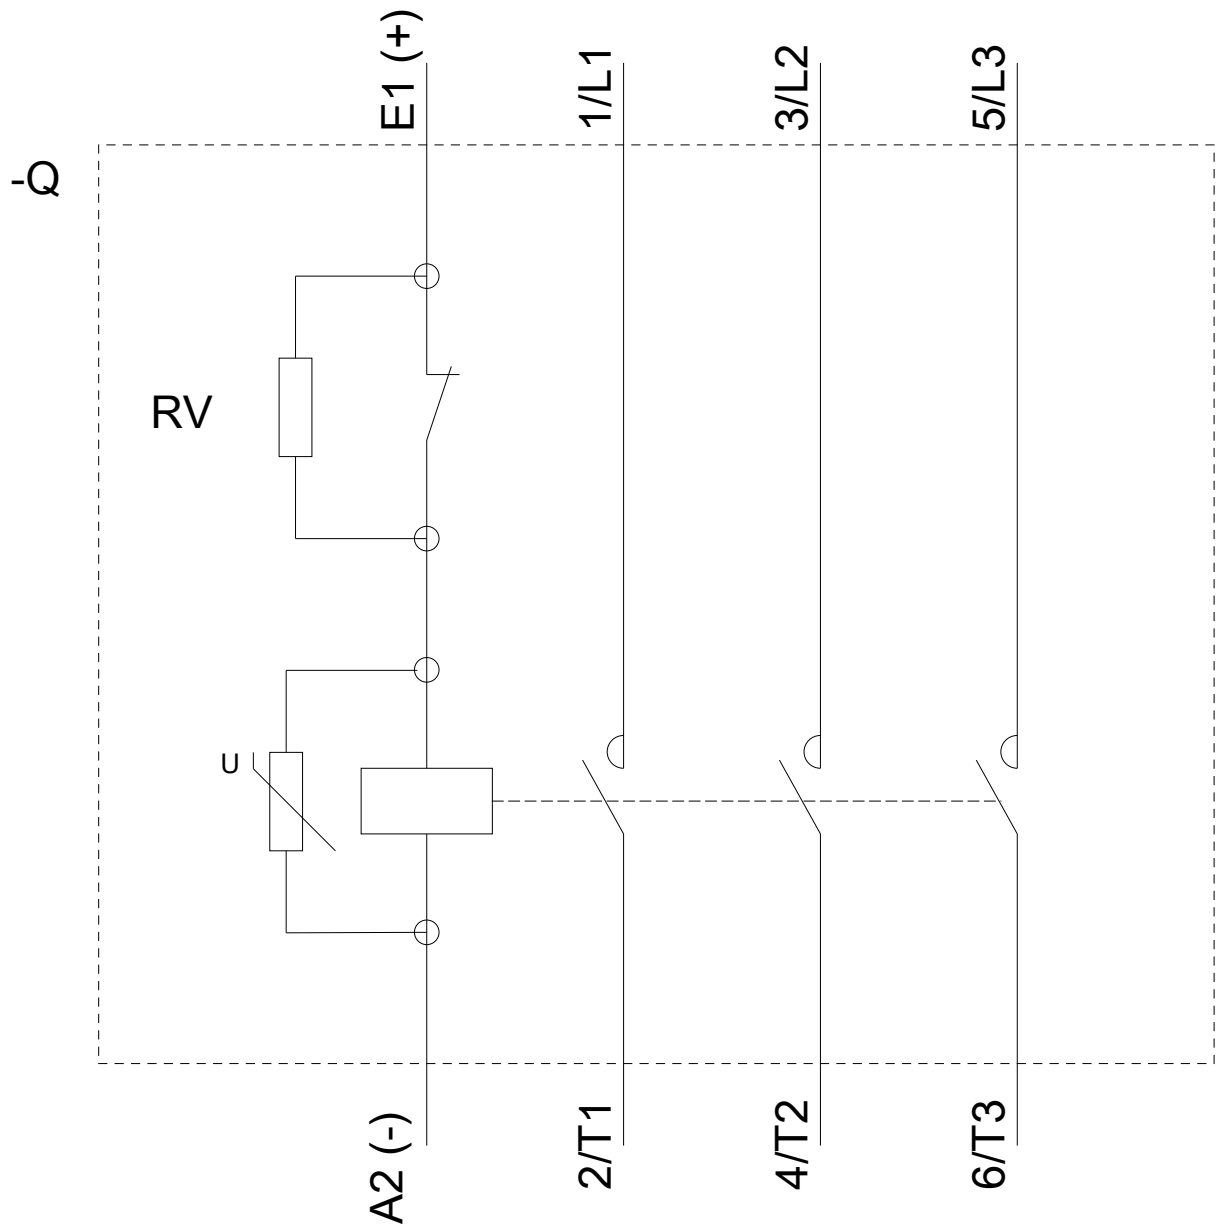 E1 (+)
1/L1
3/L2
5/L3
-Q
RV
U
A2 (-)
2/T1
4/T2
6/T3